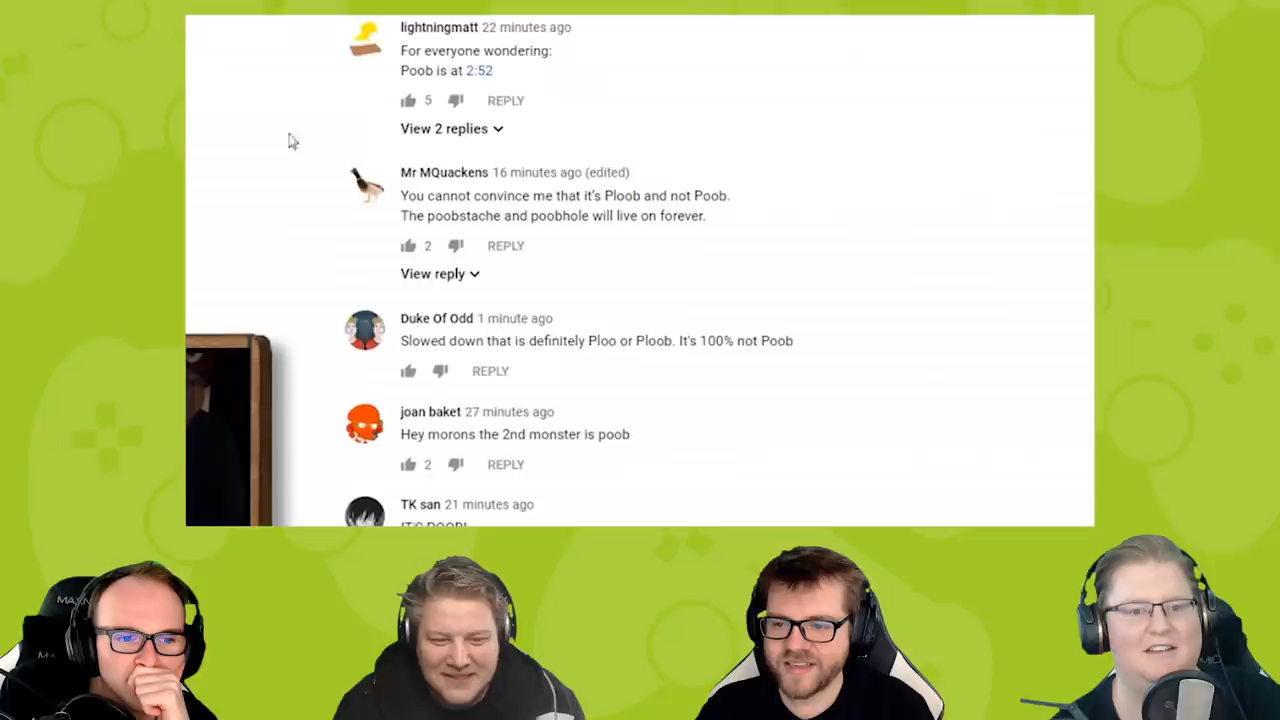 lightningmatt 22 minutes ago
For everyone wondering:
Poob is at 2:52
5 REPLY
View 2 replies
Mr MQuackens 16 minutes ago (edited)
You cannot convince me that it's Ploob and not Poob.
The poobstache and poobhole will live on forever.
2 REPLY
View reply
Duke Of Odd 1 minute ago
Slowed down that is definitely Ploo or Ploob. It's 100% not Poob
REPLY
joan baket 27 minutes ago
Hey morons the 2nd monster is poob
2 REPLY
TK san 21 minutes ago